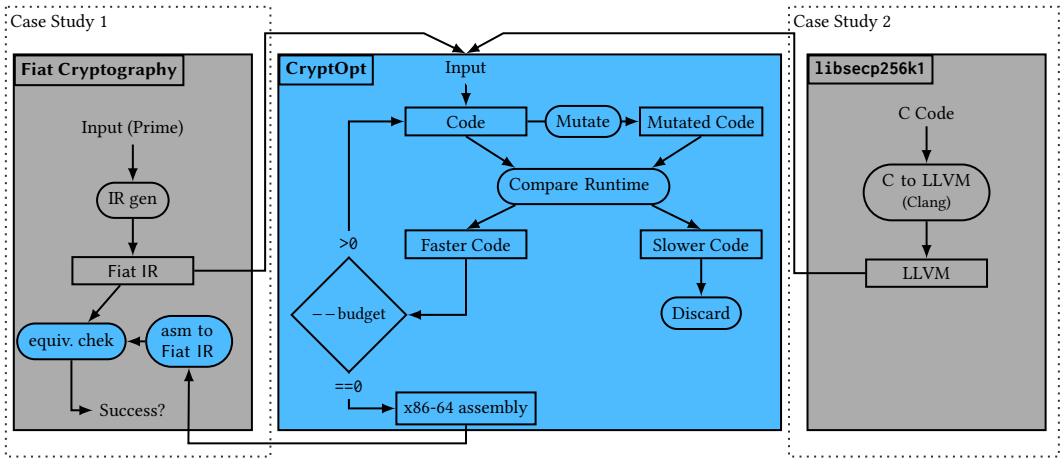 Case Study 1
Fiat Cryptography
Input (Prime)
IR gen
Fiat IR
equiv. chek
asm to
Fiat IR
Success?
CryptOpt
Input
Code
Mutate
Mutated Code
Compare Runtime
Faster Code
Slower Code
>0
−−budget
Discard
==0
x86-64 assembly
Case Study 2
libsecp256k1
C Code
C to LLVM
(Clang)
LLVM